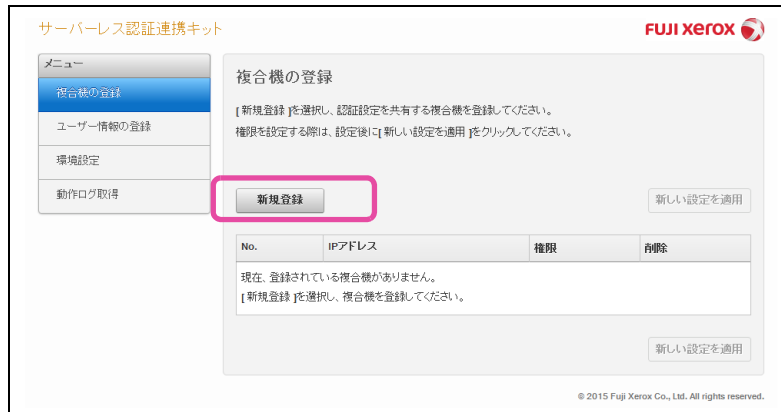 サーバーレス認証連携キット
FUJI xerox
メニュー
複合機の登録
ユーザー情報の登録
環境設定
動作ログ取得
複合機の登録
[ 新規登録 ]を選択し、認証設定を共有する複合機を登録してください。
権限を設定する際は、設定後に[ 新しい設定を適用 ]をクリックしてください。
新規登録
新しい設定を適用
No. IPアドレス 権限 削除
現在、登録されている複合機がありません。
[ 新規登録 ]を選択し、複合機を登録してください。
新しい設定を適用
© 2015 Fuji Xerox Co., Ltd. All rights reserved.